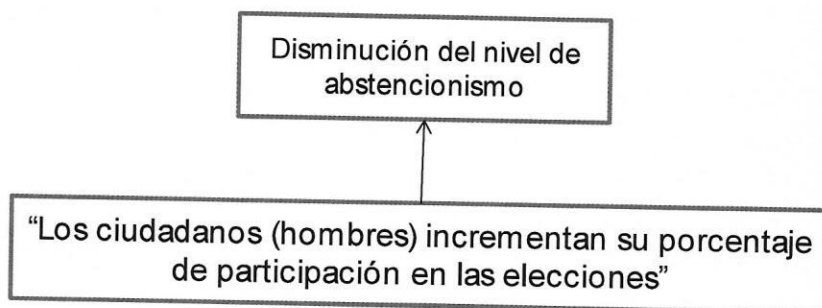 Disminución del nivel de
abstencionismo
“Los ciudadanos (hombres) incrementan su porcentaje
de participación en las elecciones”